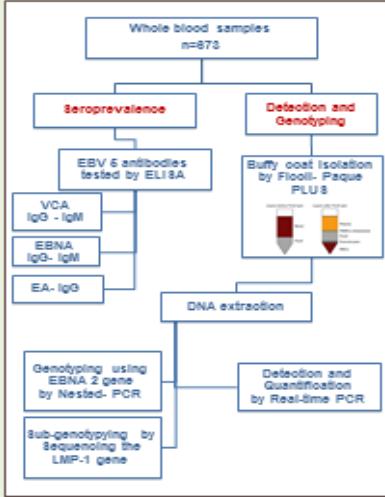 Whole blood samples
n=673
Seroprevalence
Detection and
Genotyping
EBV 5 antibodies
tested by ELISA
Buffy coat isolation
by Ficoll- Paque
PLUS
VCA
IgG - IgM
EBNA
IgG- IgM
EA- IgG
DNA extraction
Genotyping using
EBNA 2 gene
by Nested- PCR
Detection and
Quantification
by Real-time PCR
Sub-genotypying by
Sequencing the
LMP-1 gene